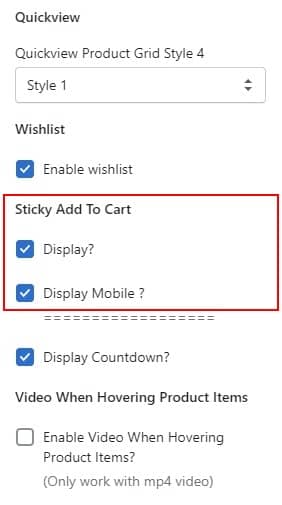 Quickview
Quickview Product Grid Style 4
Style 1
Wishlist
Enable wishlist
Sticky Add To Cart
Display?
Display Mobile ?
==================
Display Countdown?
Video When Hovering Product Items
Enable Video When Hovering
Product Items?
(Only work with mp4 video)